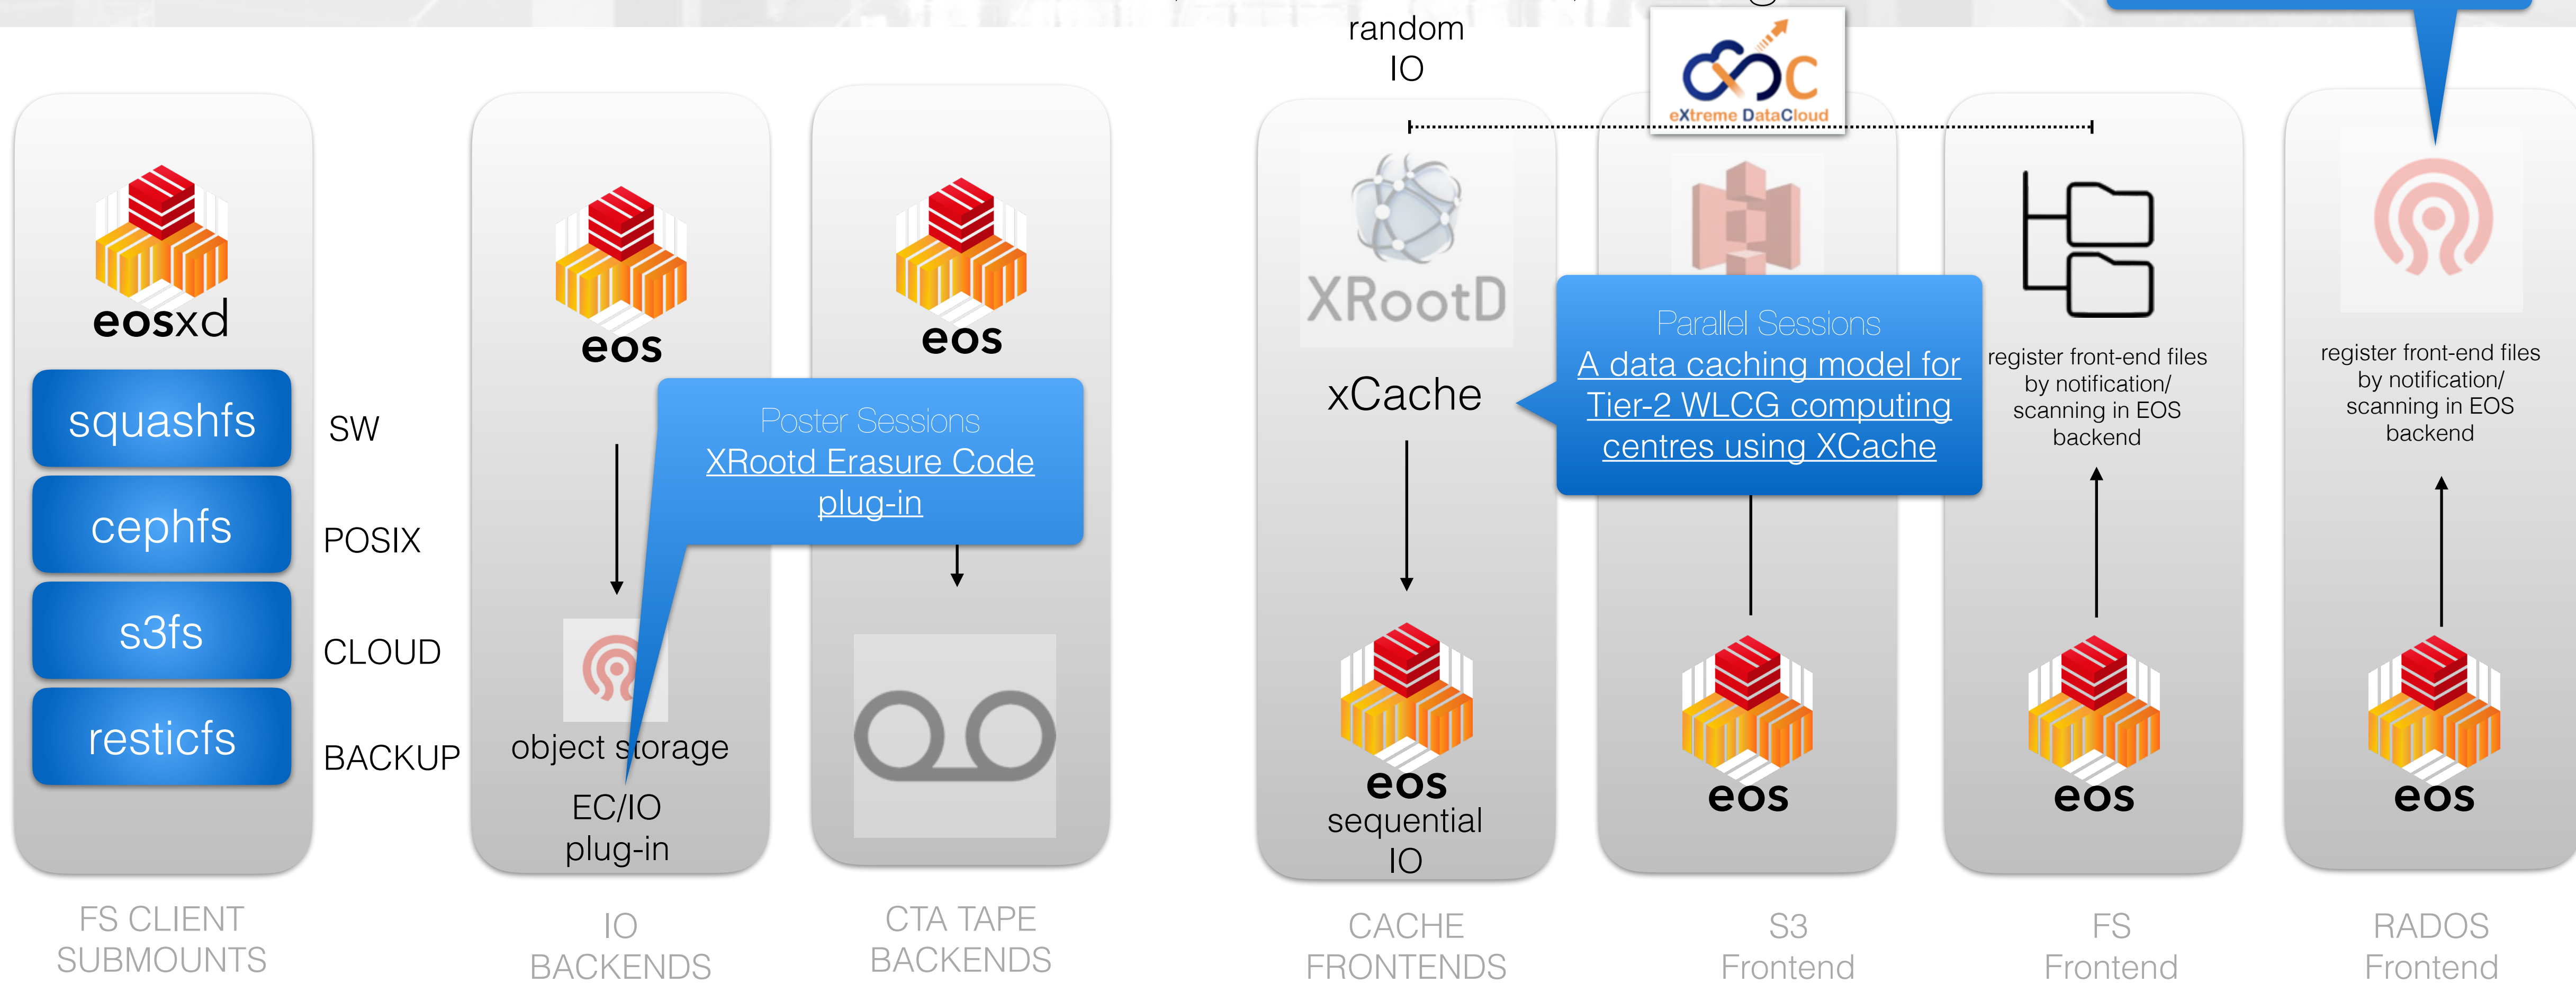 random
IO
eXtreme DataCloud
eosxd
squashfs
SW
cephfs
POSIX
s3fs
CLOUD
resticfs
BACKUP
FS CLIENT
SUBMOUNTS
eos
object storage
EC/IO
plug-in
IO
BACKENDS
Poster Sessions
XRootd Erasure Code
plug-in
eos
CTA TAPE
BACKENDS
XRootD
xCache
eos
sequential
IO
CACHE
FRONTENDS
Parallel Sessions
A data caching model for
Tier-2 WLCG computing
centres using XCache
eos
S3
Frontend
register front-end files
by notification/
scanning in EOS
backend
eos
FS
Frontend
register front-end files
by notification/
scanning in EOS
backend
eos
RADOS
Frontend